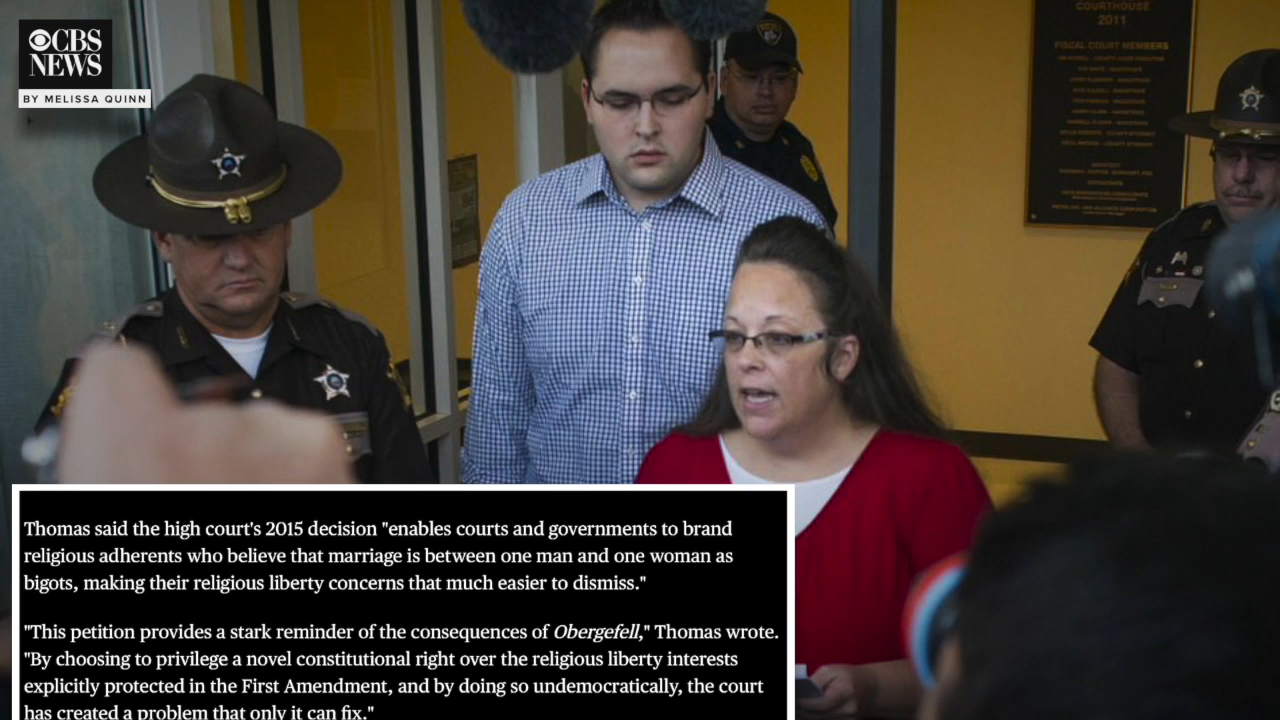 CBS
NEWS
BY MELISSA QUINN
COURTHOUSE
2011
FISCAL COURT MEMBERS
Thomas said the high court's 2015 decision "enables courts and governments to brand
religious adherents who believe that marriage is between one man and one woman as
bigots, making their religious liberty concerns that much easier to dismiss."
"This petition provides a stark reminder of the consequences of Obergefell," Thomas wrote.
"By choosing to privilege a novel constitutional right over the religious liberty interests
explicitly protected in the First Amendment, and by doing so undemocratically, the court
has created a problem that only it can fix."